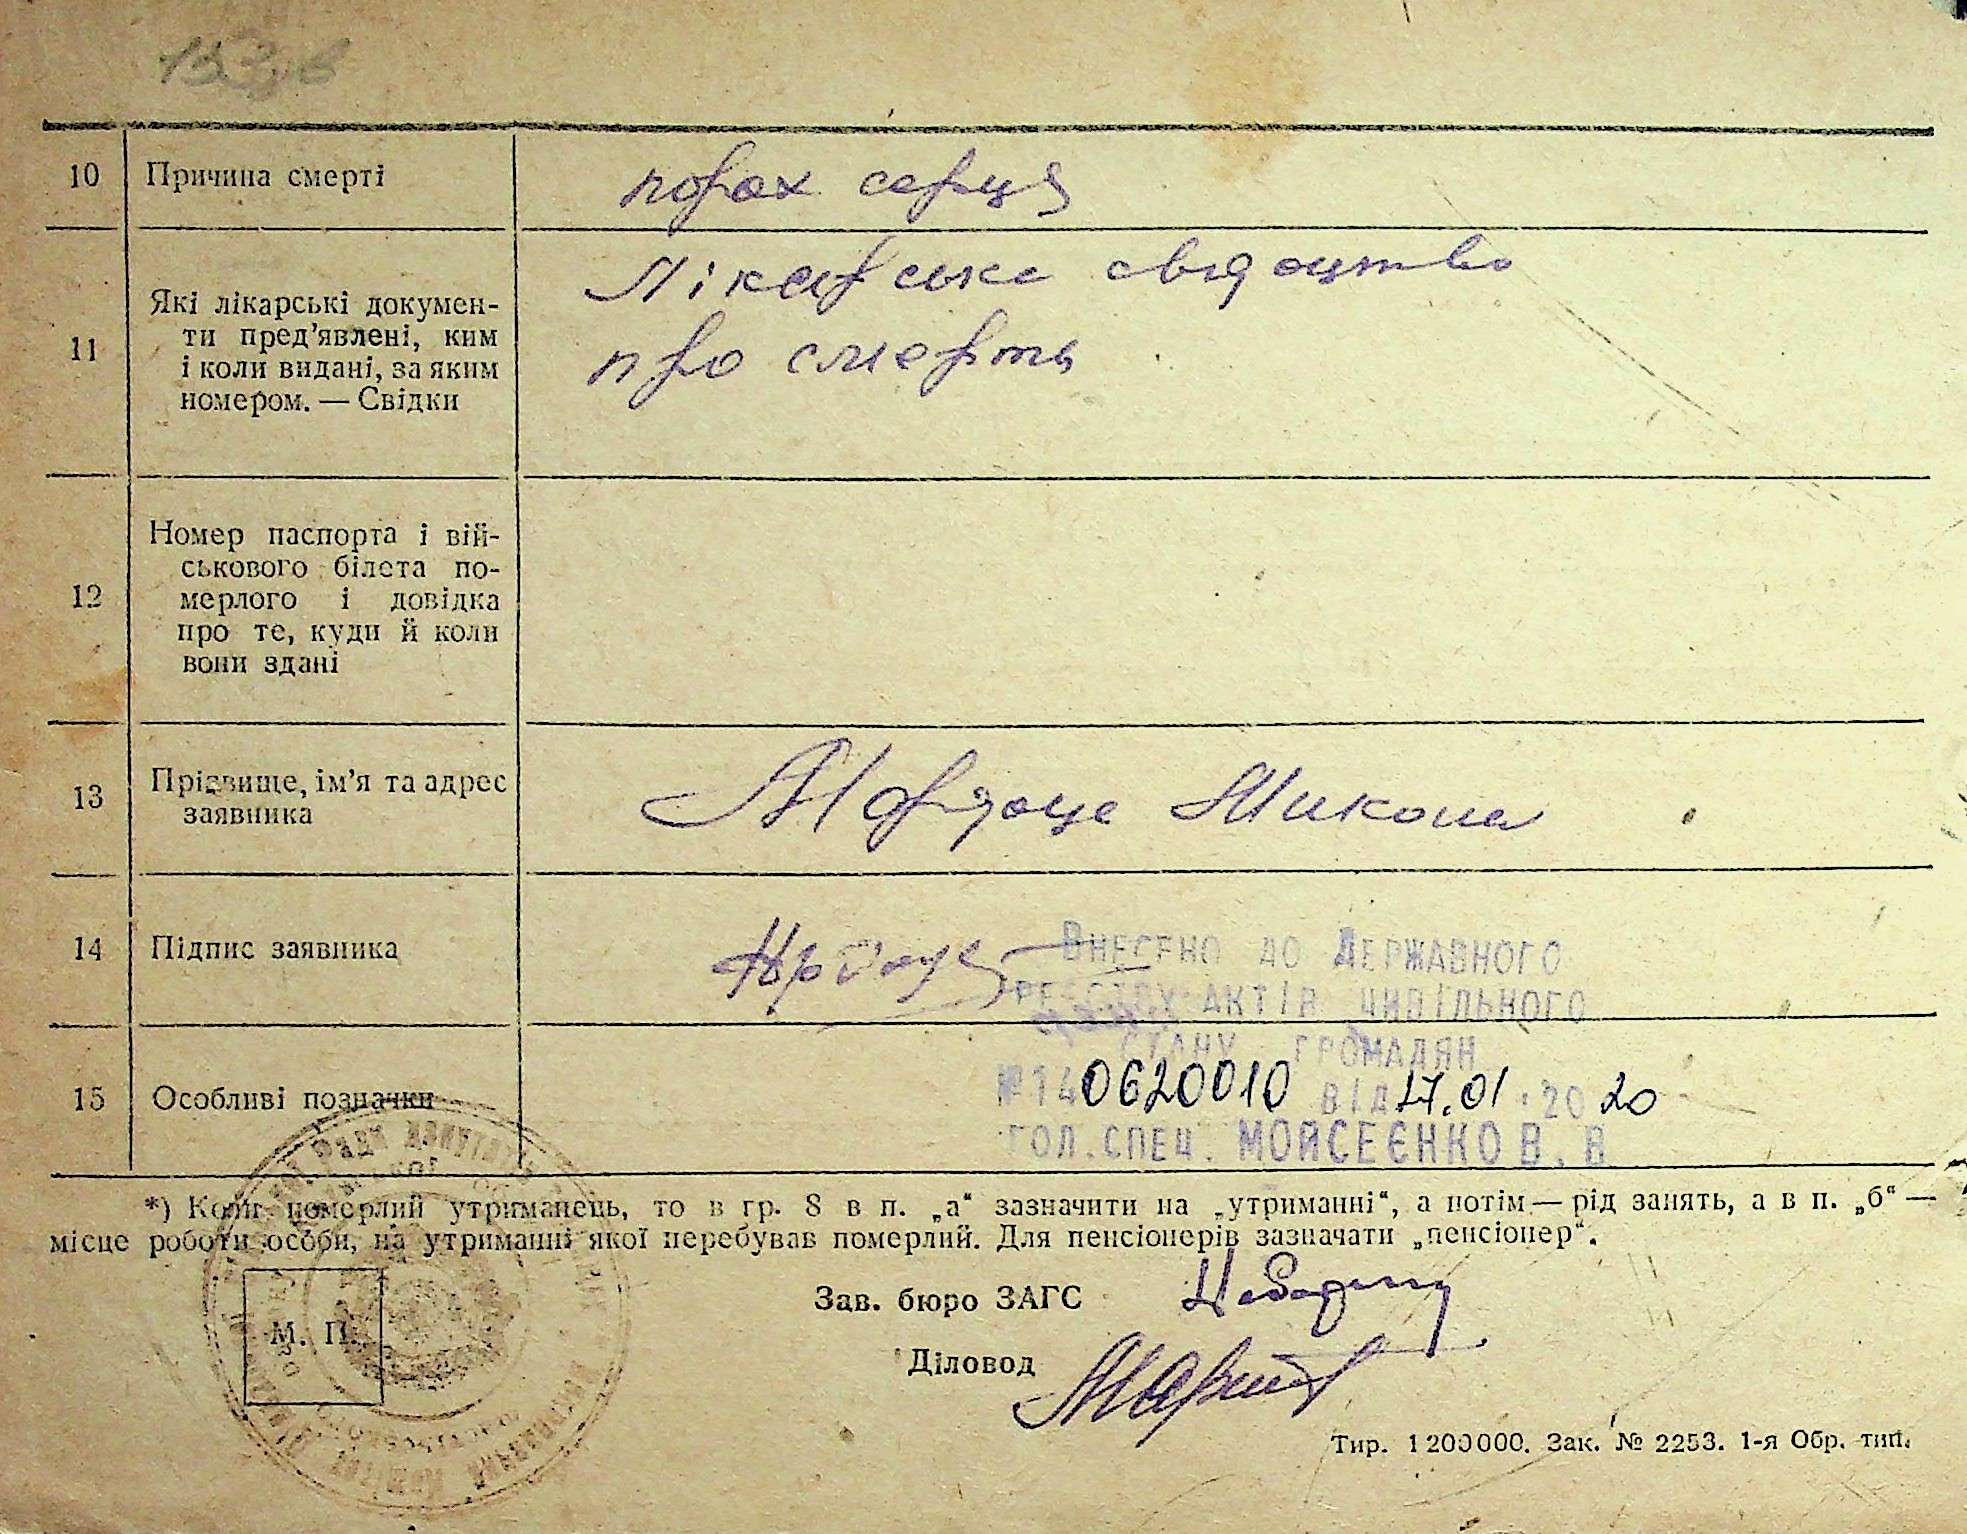 10 Причина смерті порок серця
11 Які лікарські докумен-
ти пред’явлені, ким
і коли видані, за яким
номером. — Свідки
Лікарське свідоцтво
про смерть
12 Номер паспорта і вій-
ськового білета по-
мерлого і довідка
про те, куди й коли
вони здані
13 Прізвище, ім’я та адрес
заявника
Микола
14 Підпис заявника
Внесено до Державного
реєстру актів цивільного
стану громадян
№140620010 від 17.01.2020
гол.спец. Мойсеєнко В.В
15 Особливі позначки
*) Коли померлий утриманець, то в гр. 8 в п. „а“ зазначити на „утриманні“, а потім — рід занять, а в п. „б“ —
місце роботи особи, на утриманні якої перебував померлий. Для пенсіонерів зазначати „пенсіонер“.
Зав. бюро ЗАГС
М. П.
Діловод
Тир. 1200000. Зак. № 2253. 1-я Обр. тип.